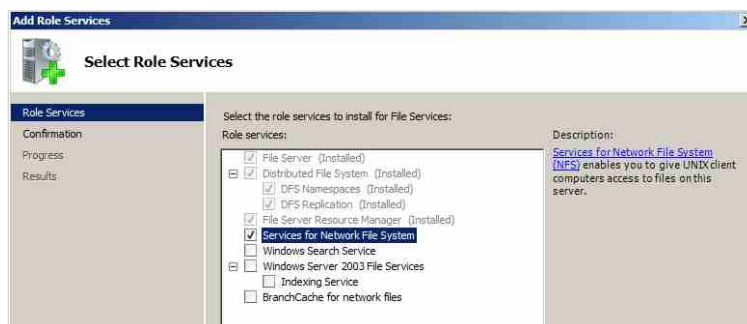 Add Role Services
Select Role Services
Role Services
Confirmation
Progress
Results
Select the role services to install for File Services:
Role services:
File Server (Installed)
Distributed File System (Installed)
DFS Namespaces (Installed)
DFS Replication (Installed)
File Server Resource Manager (Installed)
Services for Network File System
Windows Search Service
Windows Server 2003 File Services
Indexing Service
BranchCache for network files
Description:
Services for Network File System
(NFS) enables you to give UNIX client
computers access to files on this
server.